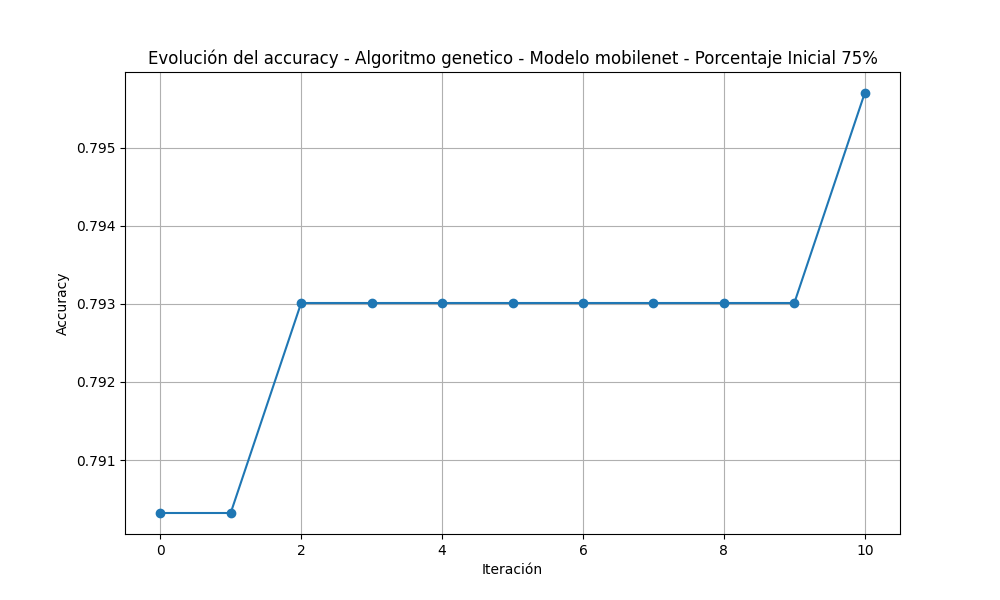 Evolución del accuracy - Algoritmo genetico - Modelo mobilenet - Porcentaje Inicial 75%
0.795
0.794
0.793
0.792
0.791
Accuracy
0 2 4 6 8 10
Iteración